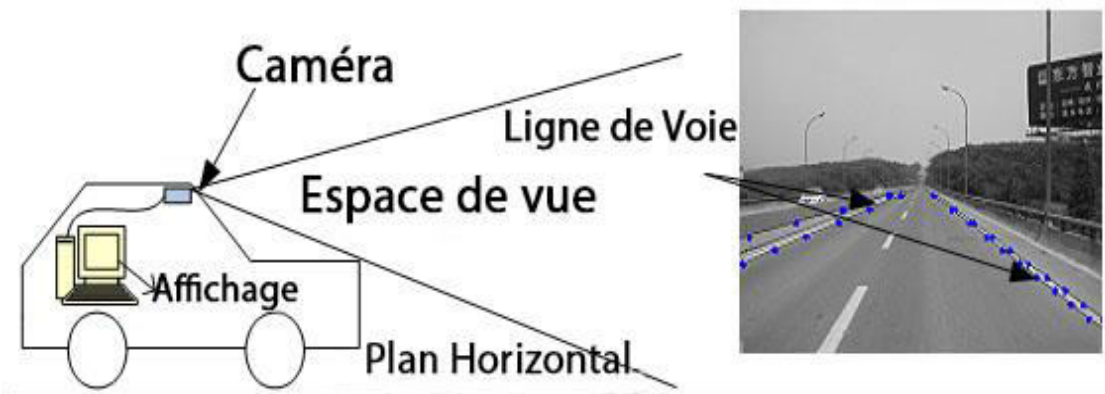 Caméra
Ligne de Voie
Espace de vue
Affichage
Plan Horizontal